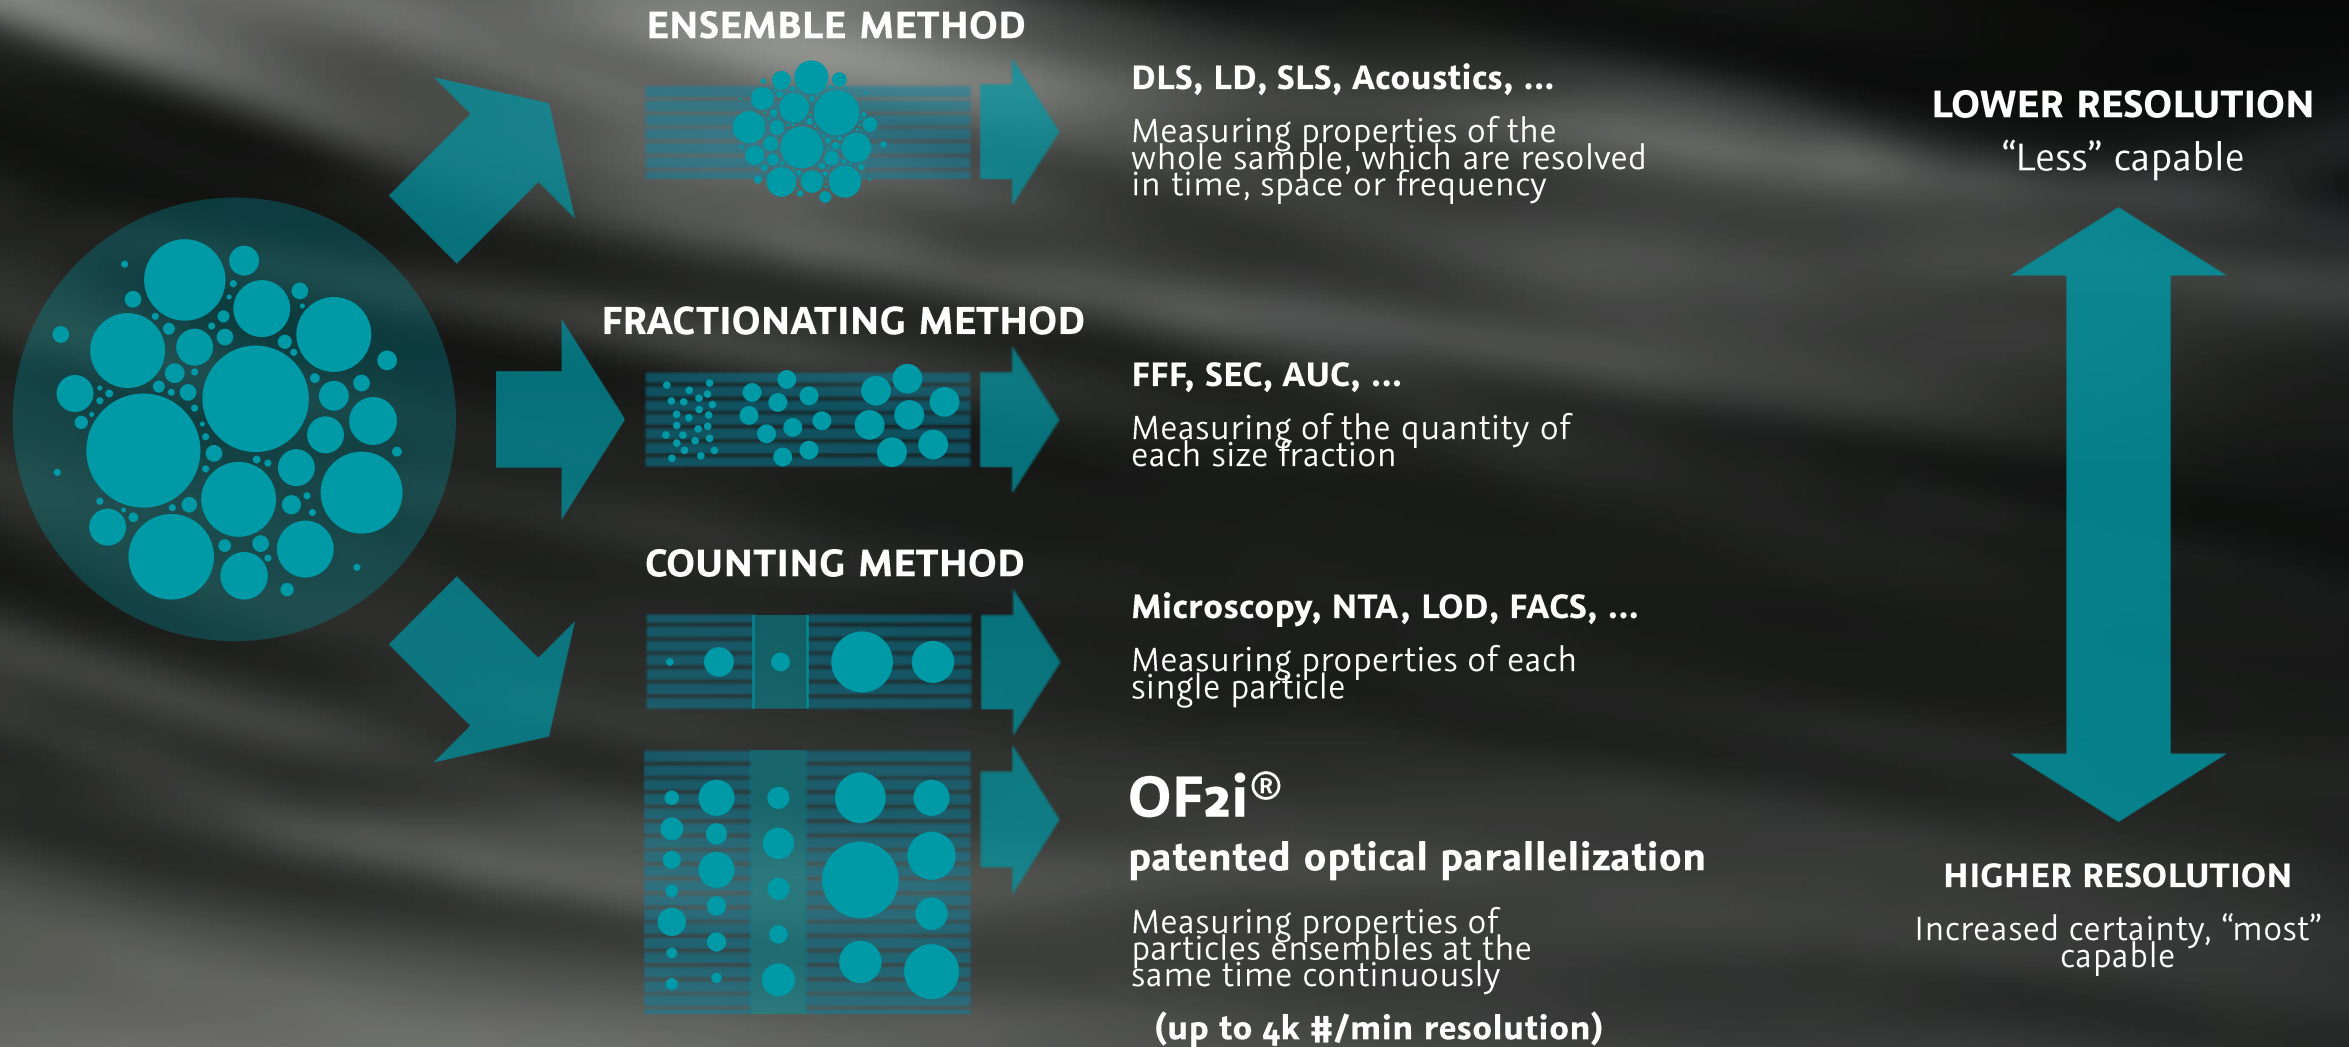 ENSEMBLE METHOD
DLS, LD, SLS, Acoustics, ...
Measuring properties of the
whole sample, which are resolved
in time, space or frequency
LOWER RESOLUTION
“Less” capable
FRACTIONATING METHOD
FFF, SEC, AUC, ...
Measuring of the quantity of
each size fraction
COUNTING METHOD
Microscopy, NTA, LOD, FACS, ...
Measuring properties of each
single particle
OF2i®
patented optical parallelization
Measuring properties of
particles ensembles at the
same time continuously
(up to 4k #/min resolution)
HIGHER RESOLUTION
Increased certainty, “most”
capable